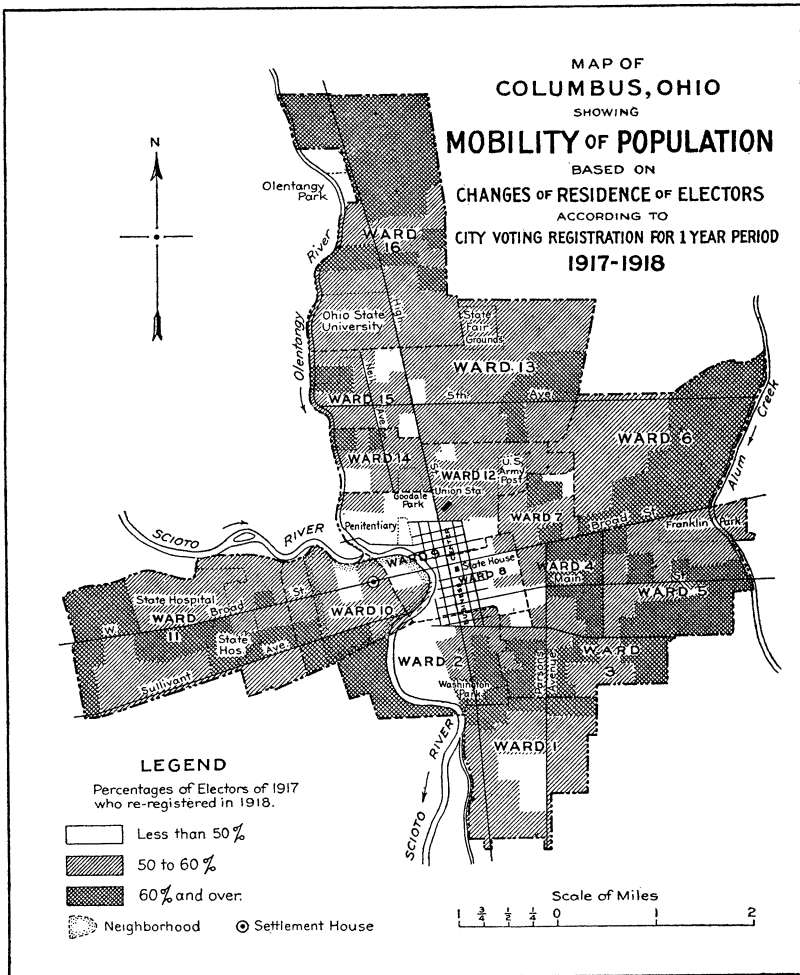 MAP OF
COLUMBUS, OHIO
SHOWING
MOBILITY OF POPULATION
BASED ON
CHANGES OF RESIDENCE OF ELECTORS
ACCORDING TO
CITY VOTING REGISTRATION FOR 1 YEAR PERIOD
1917-1918
N
Olentangy
Park
River
Olentangy
WARD
16
High
Ohio State
University
State
Fair
Grounds
Neil
Ave.
WARD 13
WARD 15
5th.
Ave.
WARD 6
Alum Creek
WARD 14
WARD 12
U.S.
Army
Post
Union Sta.
Goodale
Park
St.
WARD 7
Broad St.
Franklin Park
SCIOTO RIVER
Penitentiary
WARD 9
State House
WARD 8
WARD 4
Main
St.
WARD 5
State Hospital
WARD
11
W. Broad St.
State
Hos.
WARD 10
Sullivant Ave.
WARD 2
Washington
Park
Parsons
Avenue
WARD
3
WARD 1
SCIOTO RIVER
LEGEND
Percentages of Electors of 1917
who re-registered in 1918.
Less than 50%
50 to 60%
60% and over.
Neighborhood
Settlement House
Scale of Miles
1 3/4 1/2 1/4 0 1 2